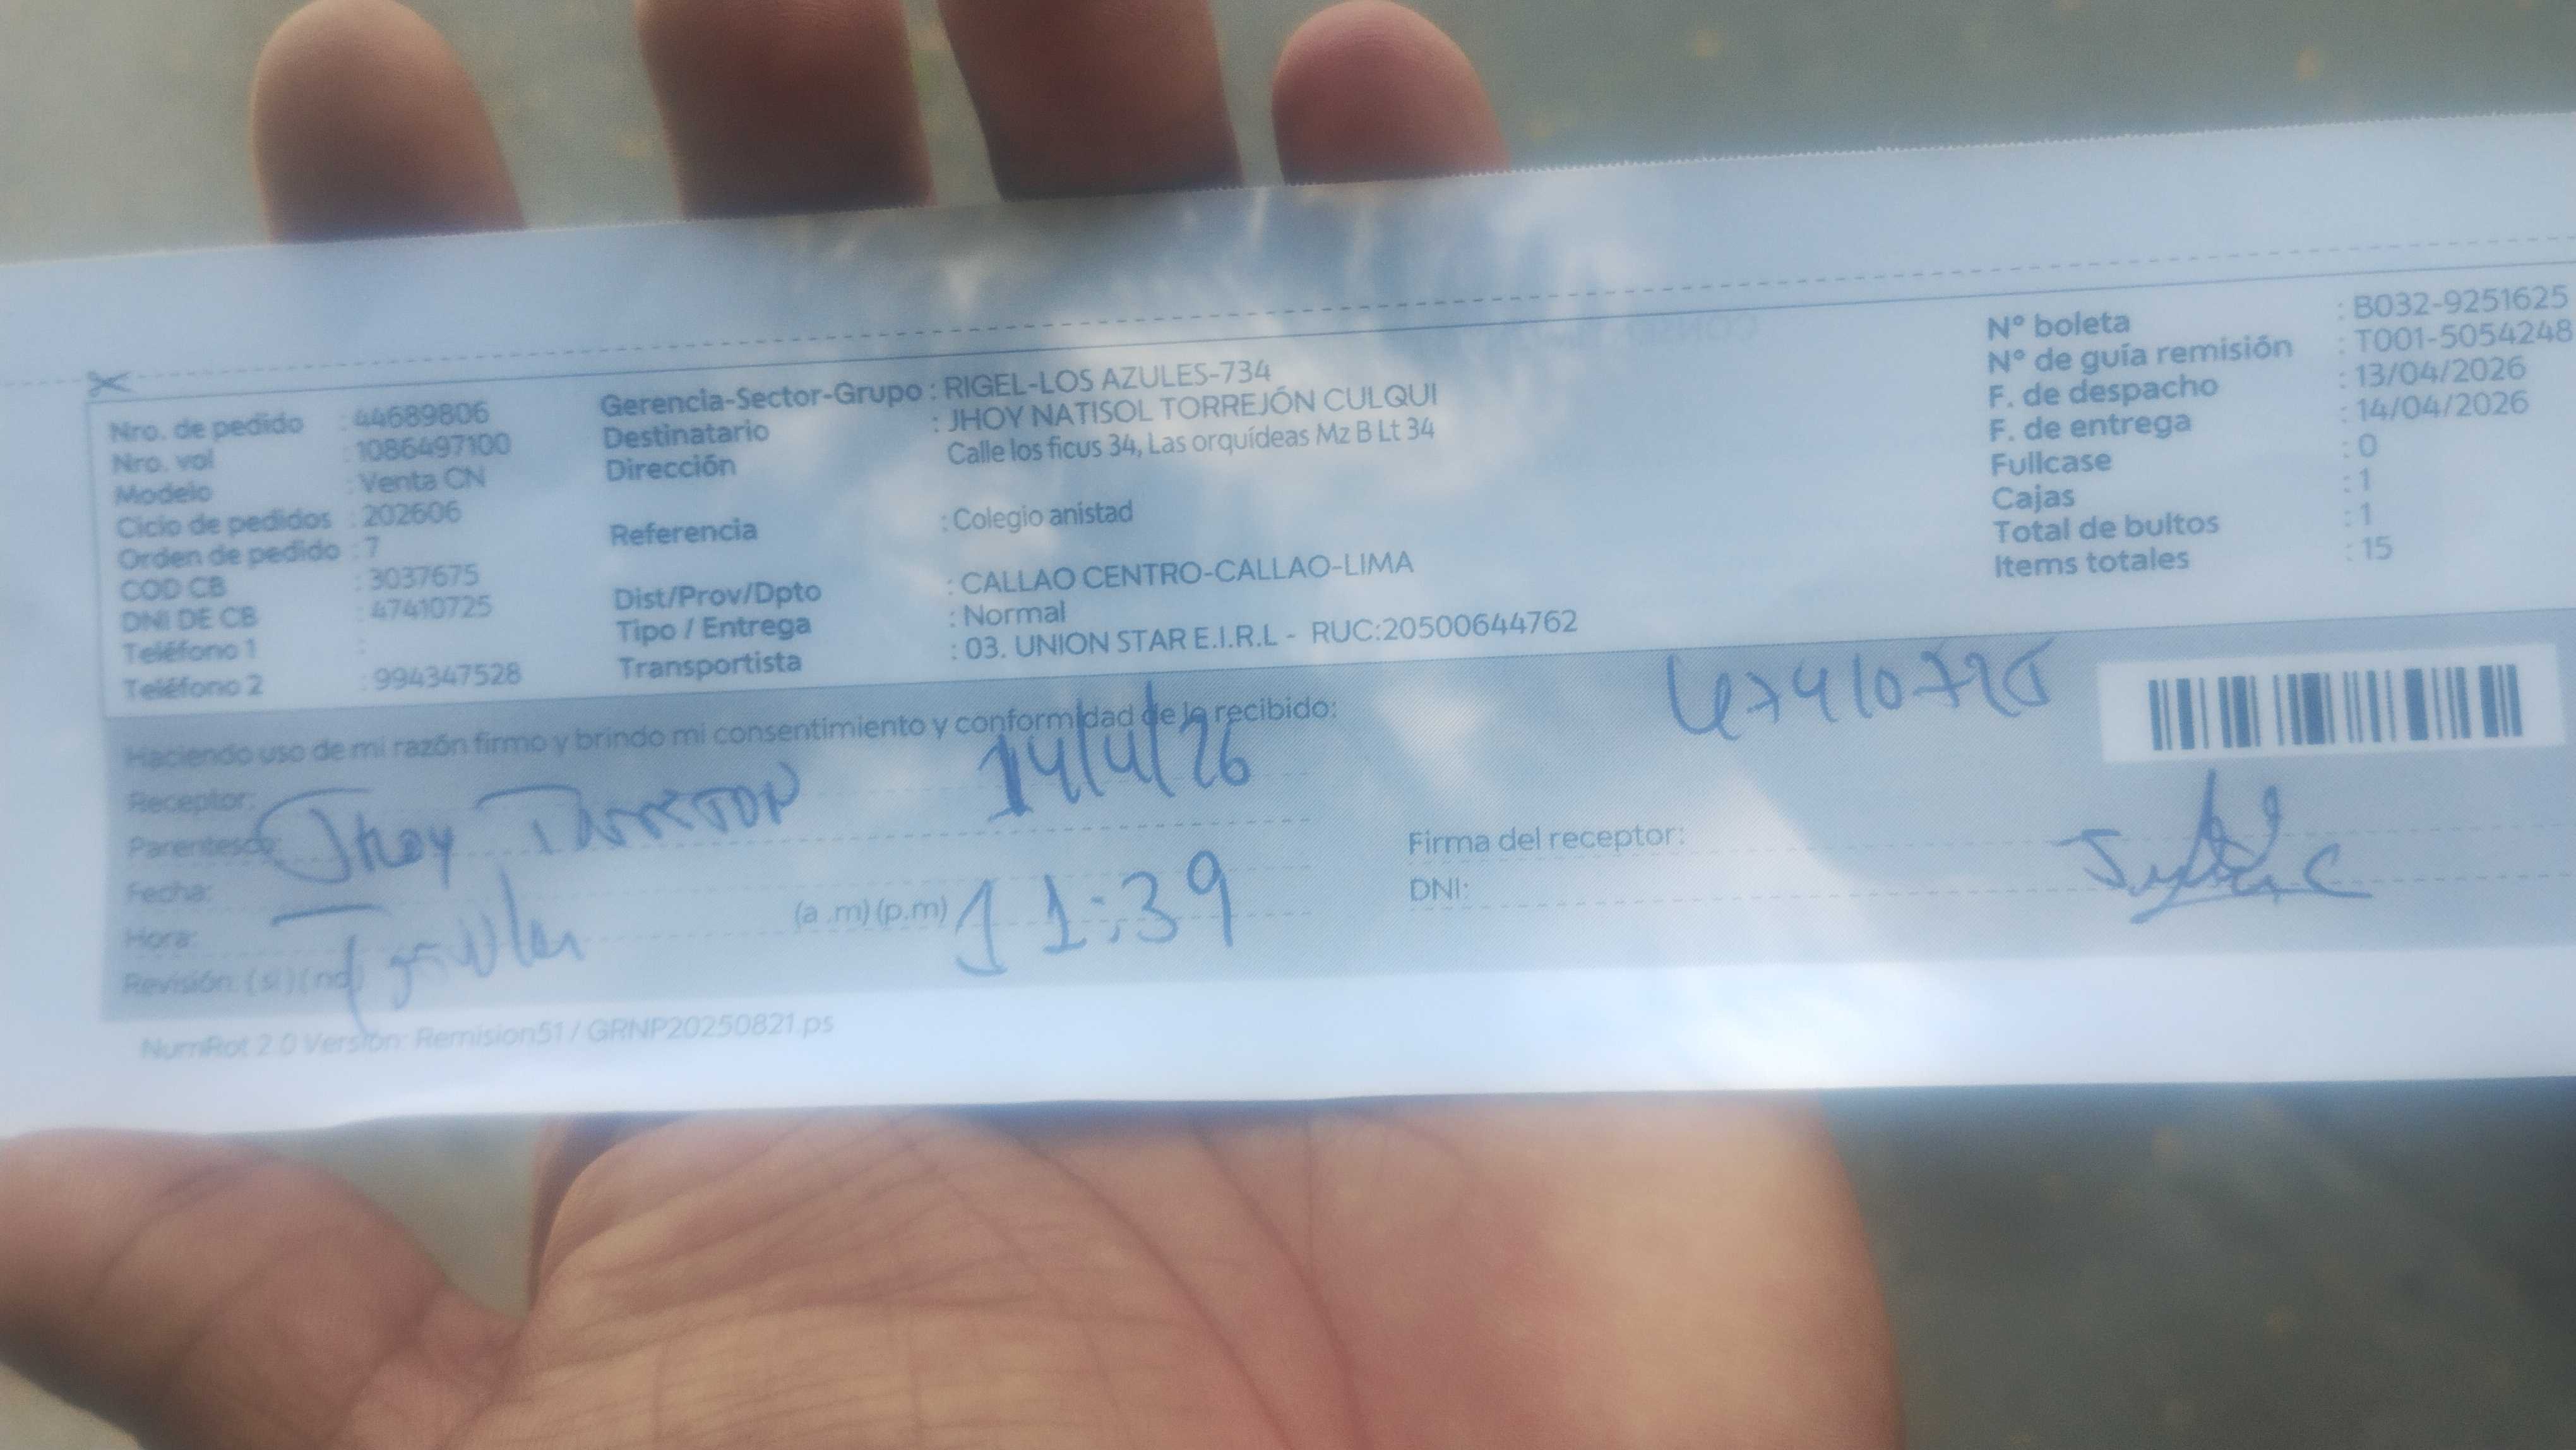 Nro. de pedido : 44689806
Nro. vol : 1086497100
Modelo : Venta CN
Ciclo de pedidos : 202606
Orden de pedido : 7
COD CB : 3037675
DNI DE CB : 47410725
Teléfono 1 :
Teléfono 2 : 994347528
Gerencia-Sector-Grupo : RIGEL-LOS AZULES-734
Destinatario : JHOY NATISOL TORREJÓN CULQUI
Dirección Calle los ficus 34, Las orquídeas Mz B Lt 34
Referencia : Colegio anistad
Dist/Prov/Dpto : CALLAO CENTRO-CALLAO-LIMA
Tipo / Entrega : Normal
Transportista : 03. UNION STAR E.I.R.L - RUC:20500644762
N° boleta : B032-9251625
N° de guía remisión : T001-5054248
F. de despacho : 13/04/2026
F. de entrega : 14/04/2026
Fullcase : 0
Cajas : 1
Total de bultos : 1
Items totales : 15
Haciendo uso de mi razón firmo y brindo mi consentimiento y conformidad de lo recibido:
47410725
Receptor: 14/4/26
Parentesco: Jhoy Torrejon
Fecha:
Hora: (a .m) (p.m) 11:39
Revisión: (si) (no)
Firma del receptor:
DNI:
NumRot 2.0 Versión: Remision51 / GRNP20250821.ps